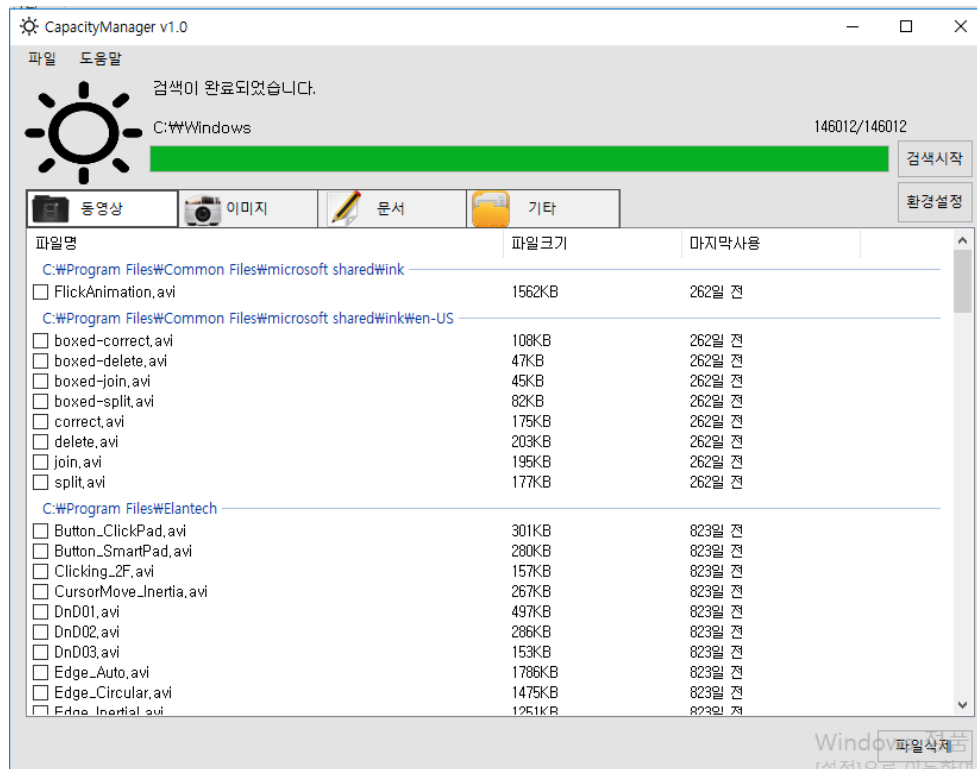 CapacityManager v1.0
파일 도움말
검색이 완료되었습니다.
C:₩Windows 146012/146012
검색시작
환경설정
동영상 이미지 문서 기타
파일명 파일크기 마지막사용
C:₩Program Files₩Common Files₩microsoft shared₩ink
FlickAnimation.avi 1562KB 262일 전
C:₩Program Files₩Common Files₩microsoft shared₩ink₩en-US
boxed-correct.avi 108KB 262일 전
boxed-delete.avi 47KB 262일 전
boxed-join.avi 45KB 262일 전
boxed-split.avi 82KB 262일 전
correct.avi 175KB 262일 전
delete.avi 203KB 262일 전
join.avi 195KB 262일 전
split.avi 177KB 262일 전
C:₩Program Files₩Elantech
Button_ClickPad.avi 301KB 823일 전
Button_SmartPad.avi 280KB 823일 전
Clicking_2F.avi 157KB 823일 전
CursorMove_Inertia.avi 267KB 823일 전
DnD01.avi 497KB 823일 전
DnD02.avi 286KB 823일 전
DnD03.avi 153KB 823일 전
Edge_Auto.avi 1786KB 823일 전
Edge_Circular.avi 1475KB 823일 전
Edge_Inertial.avi 1251KB 823일 전
Windows
파일삭제